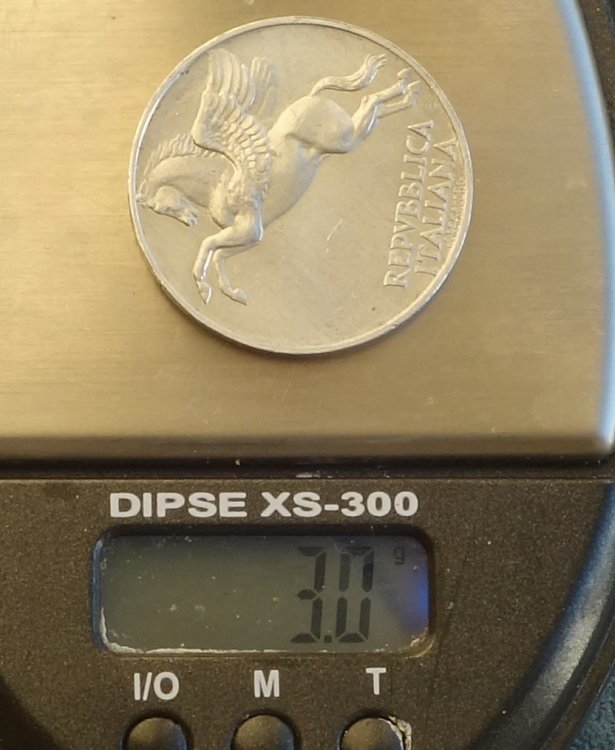 REPVBBLICA
ITALIANA
DIPSE XS-300
3.0 g
I/O M T